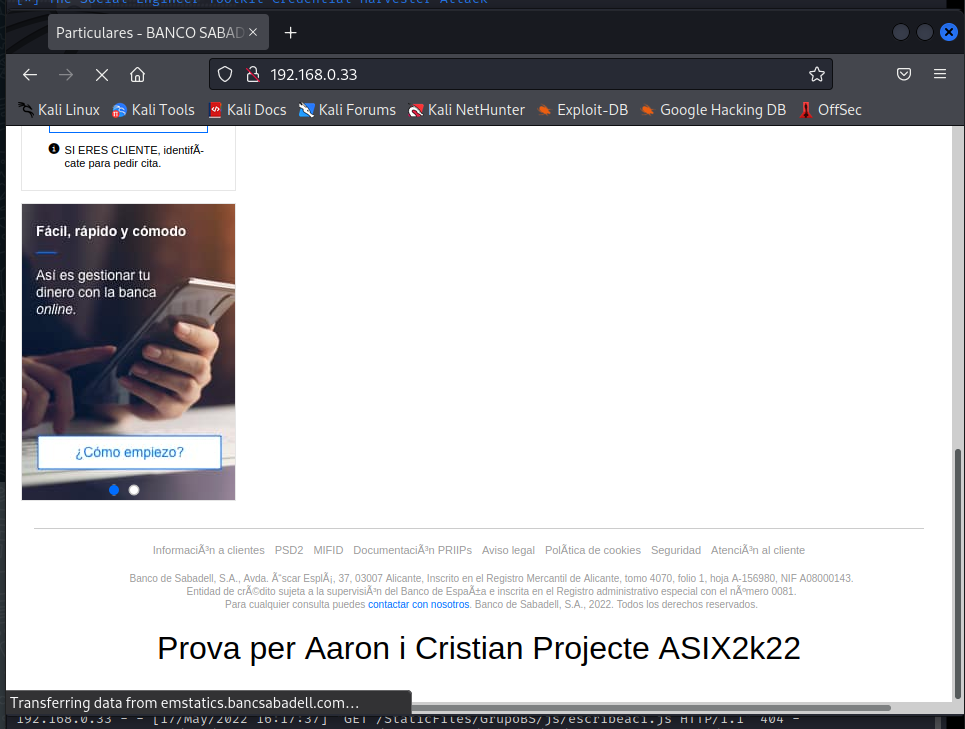 [*] The Social-Engineer Toolkit Credential Harvester Attack
Particulares - BANCO SABAD
192.168.0.33
Kali Linux Kali Tools Kali Docs Kali Forums Kali NetHunter Exploit-DB Google Hacking DB OffSec
SI ERES CLIENTE, identifÃ-
cate para pedir cita.
Fácil, rápido y cómodo
Así es gestionar tu
dinero con la banca
online.
¿Cómo empiezo?
InformaciÃ³n a clientes PSD2 MIFID DocumentaciÃ³n PRIIPs Aviso legal PolÃ­tica de cookies Seguridad AtenciÃ³n al cliente
Banco de Sabadell, S.A., Avda. Ã“scar EsplÃ¡, 37, 03007 Alicante, Inscrito en el Registro Mercantil de Alicante, tomo 4070, folio 1, hoja A-156980, NIF A08000143.
Entidad de crÃ©dito sujeta a la supervisiÃ³n del Banco de EspaÃ±a e inscrita en el Registro administrativo especial con el nÃºmero 0081.
Para cualquier consulta puedes contactar con nosotros. Banco de Sabadell, S.A., 2022. Todos los derechos reservados.
Prova per Aaron i Cristian Projecte ASIX2k22
Transferring data from emstatics.bancsabadell.com…
192.168.0.33 - - [17/May/2022 16:17:37] "GET /StaticFiles/GrupoBS/js/escribeaci.js HTTP/1.1" 404 -